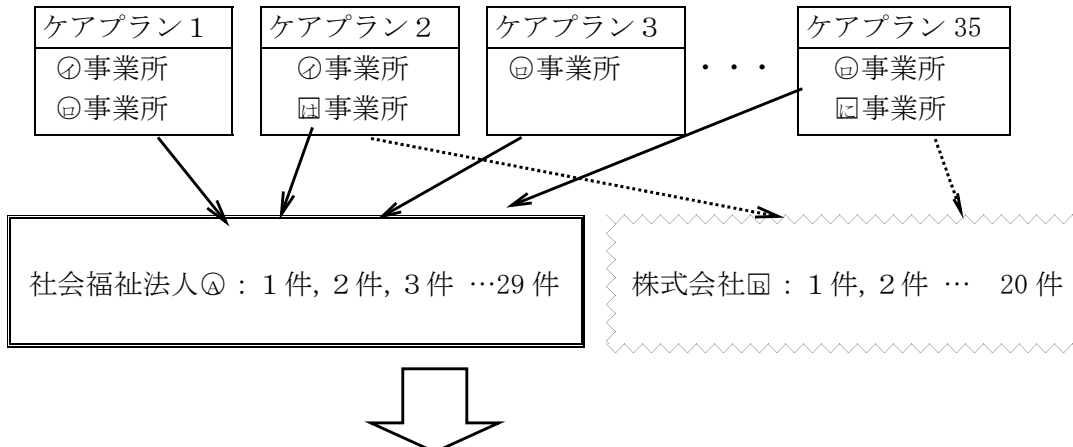 ケアプラン１
㋑事業所
㋺事業所
ケアプラン２
㋑事業所
🄷は事業所
ケアプラン３
㋺事業所
・・・
ケアプラン 35
㋺事業所
に事業所
社会福祉法人Ⓐ：１件, ２件, ３件 …29 件
株式会社🄱：１件, ２件 … 20 件